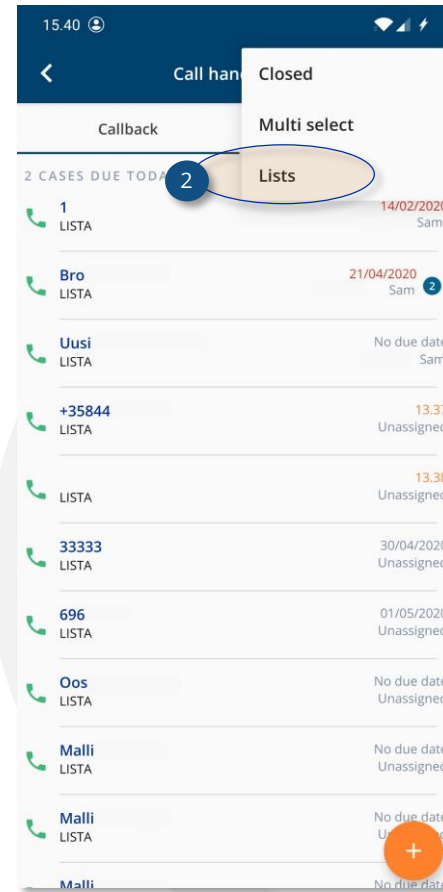 15.40
Call han
Closed
Callback
Multi select
2 CASES DUE TODA
2
Lists
1
14/02/2020
LISTA
Sam
Bro
21/04/2020
LISTA
Sam
2
Uusi
No due date
LISTA
Sam
+35844
13.37
LISTA
Unassigned
13.38
LISTA
Unassigned
33333
30/04/2020
LISTA
Unassigned
696
01/05/2020
LISTA
Unassigned
Oos
No due date
LISTA
Unassigned
Malli
No due date
LISTA
Unassigned
Malli
No due date
LISTA
+
Malli
No due date